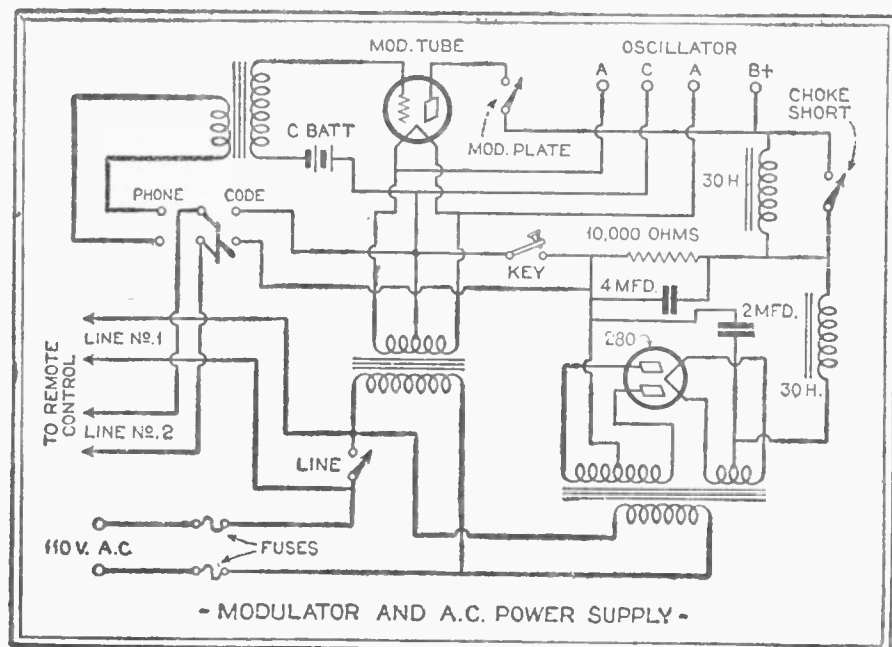 MOD. TUBE
OSCILLATOR
A
C
A
B+
CHOKE
SHORT
C BATT
MOD. PLATE
30 H
PHONE
CODE
10,000 OHMS
KEY
4 MFD.
2 MFD.
LINE Nº.1
280
TO REMOTE
CONTROL
30 H.
LINE Nº.2
LINE
110 V. A.C.
FUSES
- MODULATOR AND A.C. POWER SUPPLY -